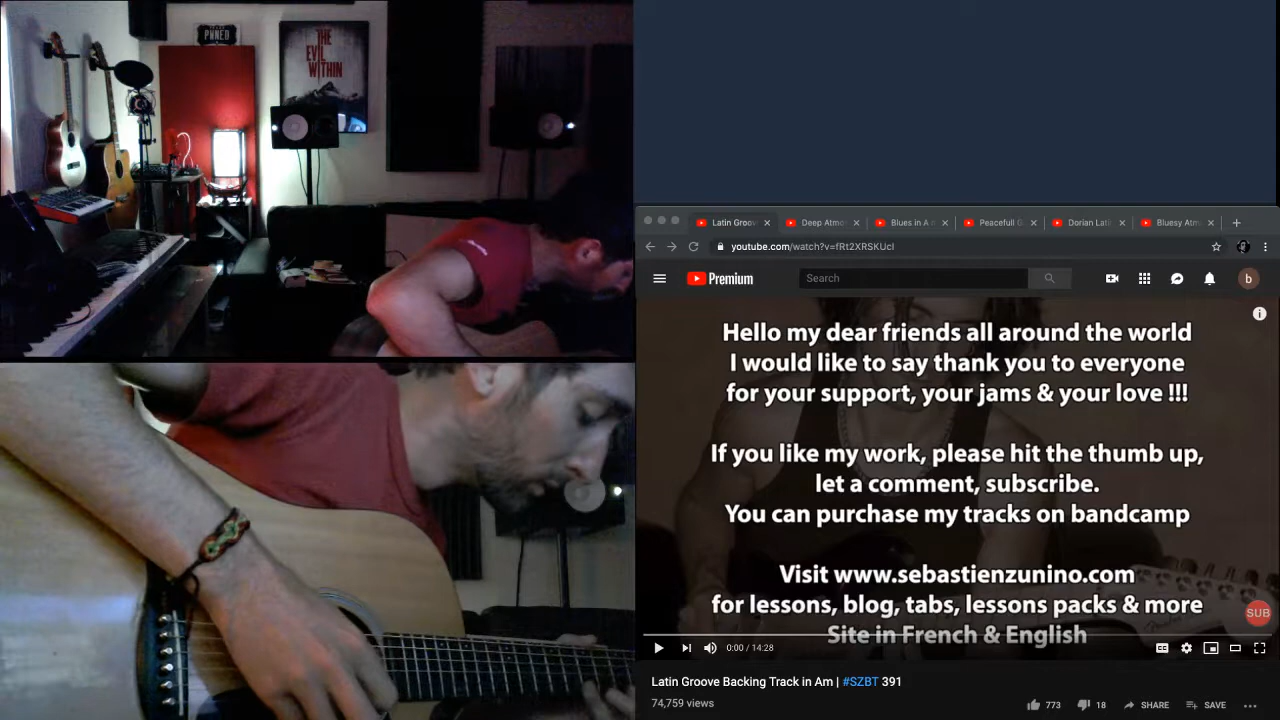 PWNED
THE
EVIL
WITHIN
Latin Groov
Deep Atmo
Blues in A
Peacefull G
Dorian Lati
Bluesy Atm
youtube.com/watch?v=fRt2XRSKUcI
Premium
Search
b
Hello my dear friends all around the world
I would like to say thank you to everyone
for your support, your jams & your love !!!
If you like my work, please hit the thumb up,
let a comment, subscribe.
You can purchase my tracks on bandcamp
Visit www.sebastienzunino.com
for lessons, blog, tabs, lessons packs & more
Site in French & English
SUB
0:00 / 14:28
CC
Latin Groove Backing Track in Am | #SZBT 391
74,759 views
773
18
SHARE
SAVE